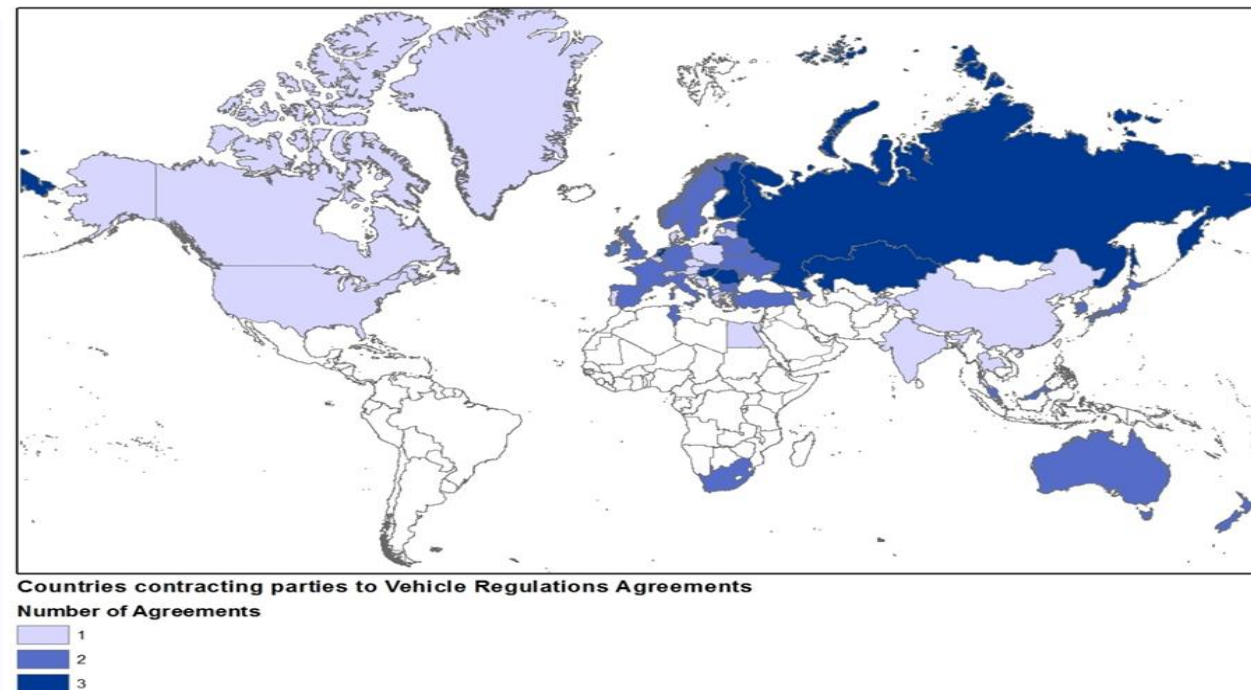 Countries contracting parties to Vehicle Regulations Agreements
Number of Agreements
1
2
3